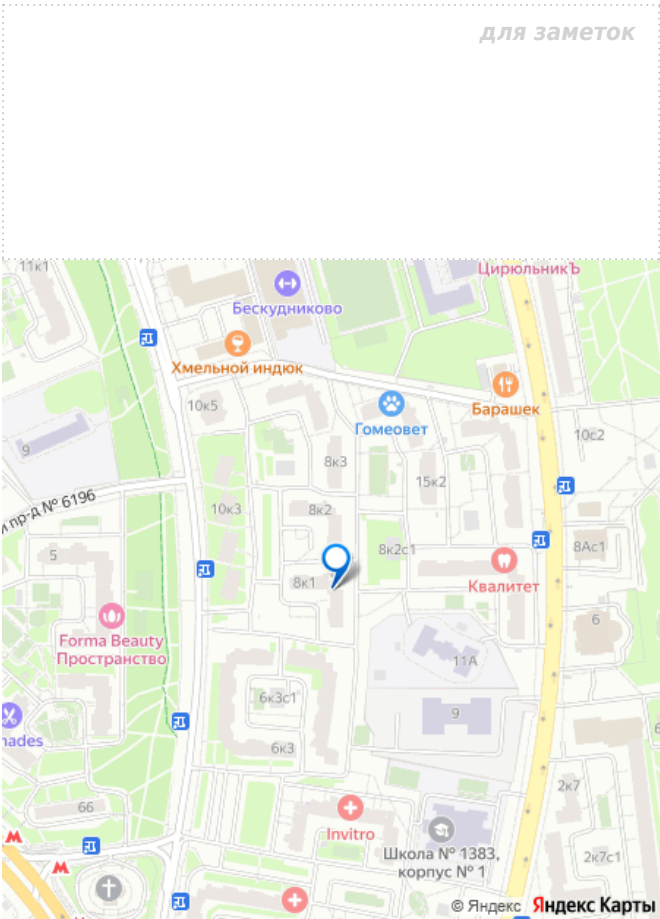 для заметок
11к1
ЦирюльникЪ
Бескудниково
Хмельной индюк
Барашек
10к5
Гомеовет
10с2
9
8к3
15к2
й пр-д № 6196
10к3
8к2
8к2с1
8Ас1
5
8к1
Квалитет
Forma Beauty
Пространство
6
11А
6к3с1
9
nades
6к3
2к7
66
Invitro
Школа № 1383,
корпус № 1
2к7с1
© Яндекс Яндекс Карты